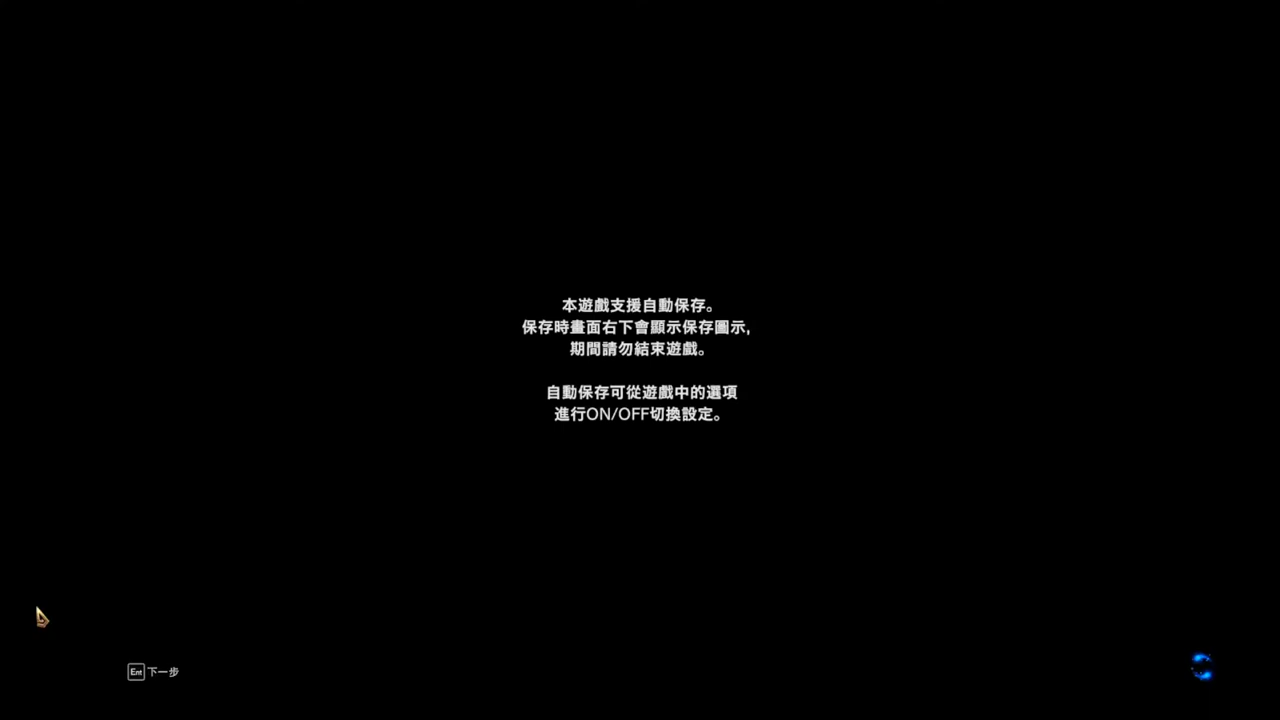 本遊戲支援自動保存。
保存時畫面右下會顯示保存圖示,
期間請勿結束遊戲。
自動保存可從遊戲中的選項
進行ON/OFF切換設定。
Ent下一步